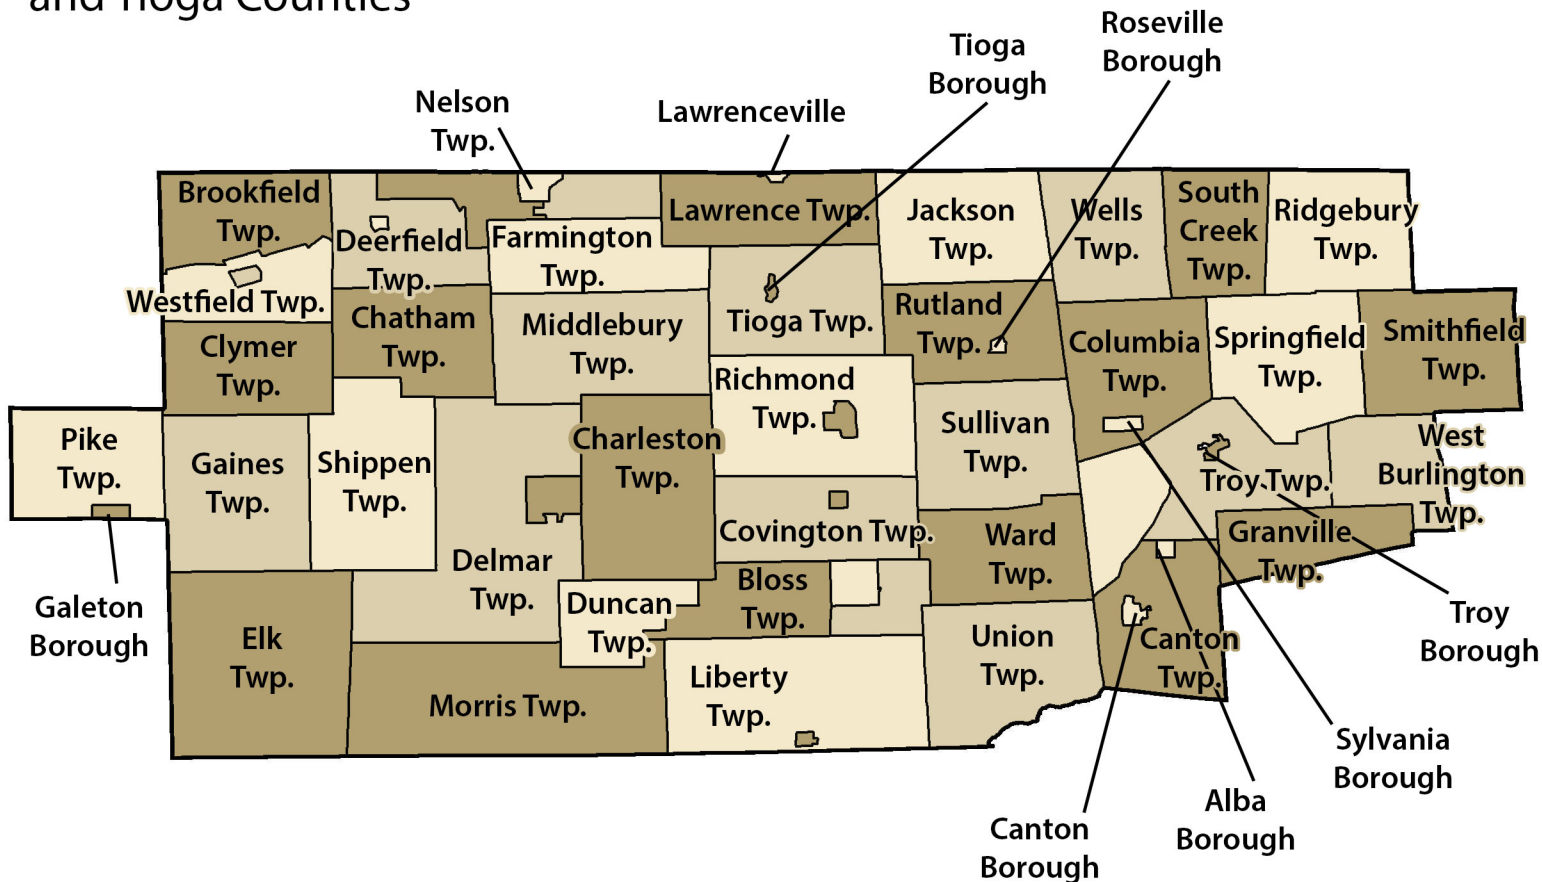 and Tioga Counties
Roseville
Borough
Tioga
Borough
Nelson
Twp.
Lawrenceville
Brookfield
Twp.
Deerfield
Twp.
Farmington
Twp.
Lawrence Twp.
Jackson
Twp.
Wells
Twp.
South
Creek
Twp.
Ridgebury
Twp.
Westfield Twp.
Clymer
Twp.
Chatham
Twp.
Middlebury
Twp.
Tioga Twp.
Rutland
Twp.
Columbia
Twp.
Springfield
Twp.
Smithfield
Twp.
Richmond
Twp.
Pike
Twp.
Gaines
Twp.
Shippen
Twp.
Charleston
Twp.
Sullivan
Twp.
Troy Twp.
West
Burlington
Twp.
Covington Twp.
Ward
Twp.
Granville
Twp.
Delmar
Twp.
Duncan
Twp.
Bloss
Twp.
Galeton
Borough
Elk
Twp.
Union
Twp.
Canton
Twp.
Troy
Borough
Morris Twp.
Liberty
Twp.
Sylvania
Borough
Alba
Borough
Canton
Borough